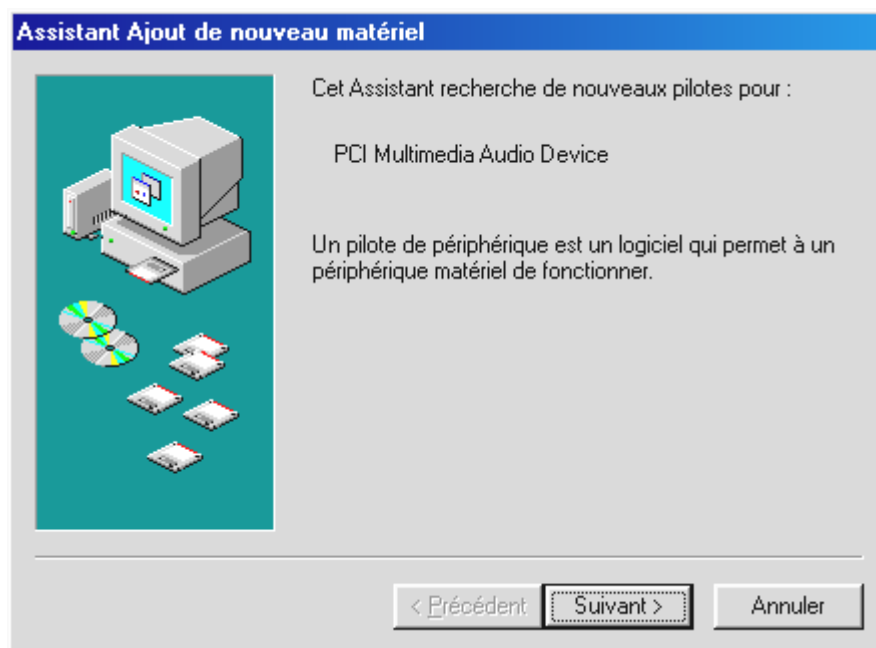 Assistant Ajout de nouveau matériel
Cet Assistant recherche de nouveaux pilotes pour :
PCI Multimedia Audio Device
Un pilote de périphérique est un logiciel qui permet à un
périphérique matériel de fonctionner.
< Précédent Suivant > Annuler